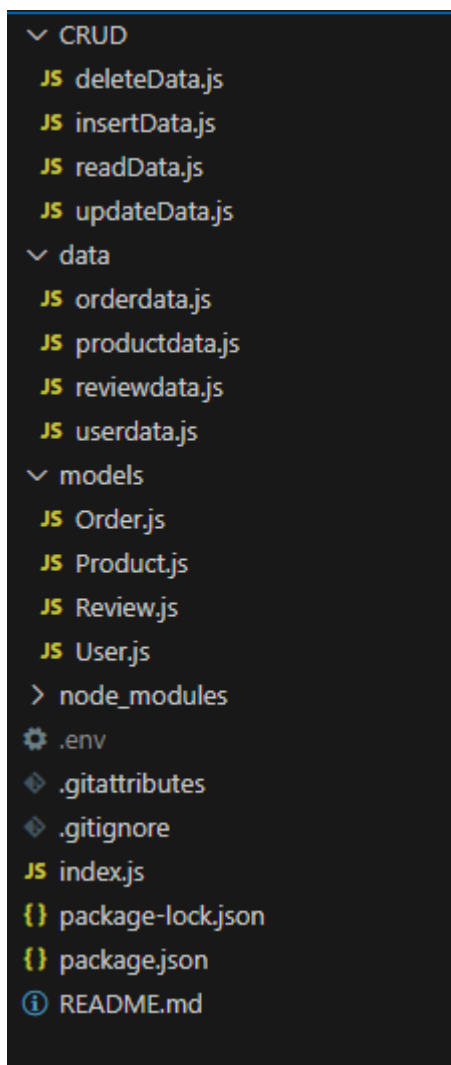 CRUD
JS deleteData.js
JS insertData.js
JS readData.js
JS updateData.js
data
JS orderdata.js
JS productdata.js
JS reviewdata.js
JS userdata.js
models
JS Order.js
JS Product.js
JS Review.js
JS User.js
node_modules
.env
.gitattributes
.gitignore
JS index.js
{} package-lock.json
{} package.json
README.md